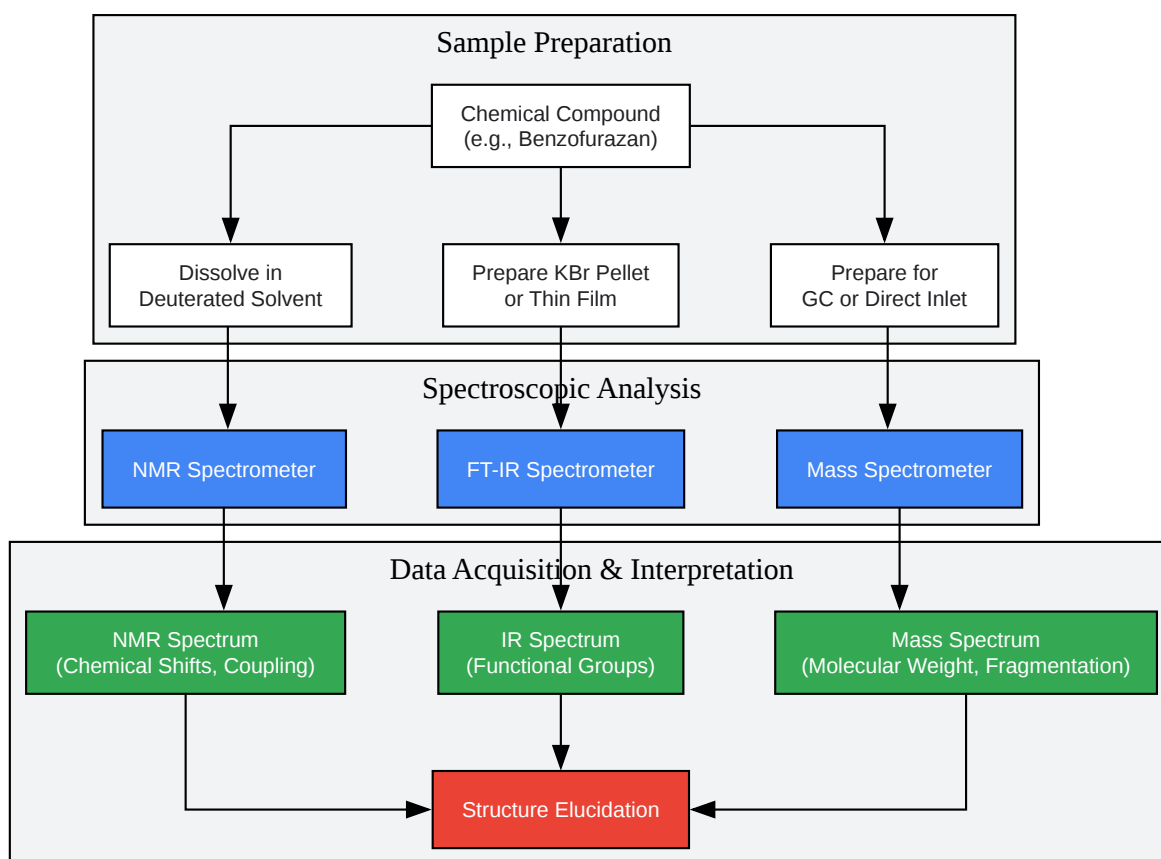 Sample Preparation
Chemical Compound
(e.g., Benzofurazan)
Dissolve in
Deuterated Solvent
Prepare KBr Pellet
or Thin Film
Prepare for
GC or Direct Inlet
Spectroscopic Analysis
NMR Spectrometer
FT-IR Spectrometer
Mass Spectrometer
Data Acquisition & Interpretation
NMR Spectrum
(Chemical Shifts, Coupling)
IR Spectrum
(Functional Groups)
Mass Spectrum
(Molecular Weight, Fragmentation)
Structure Elucidation